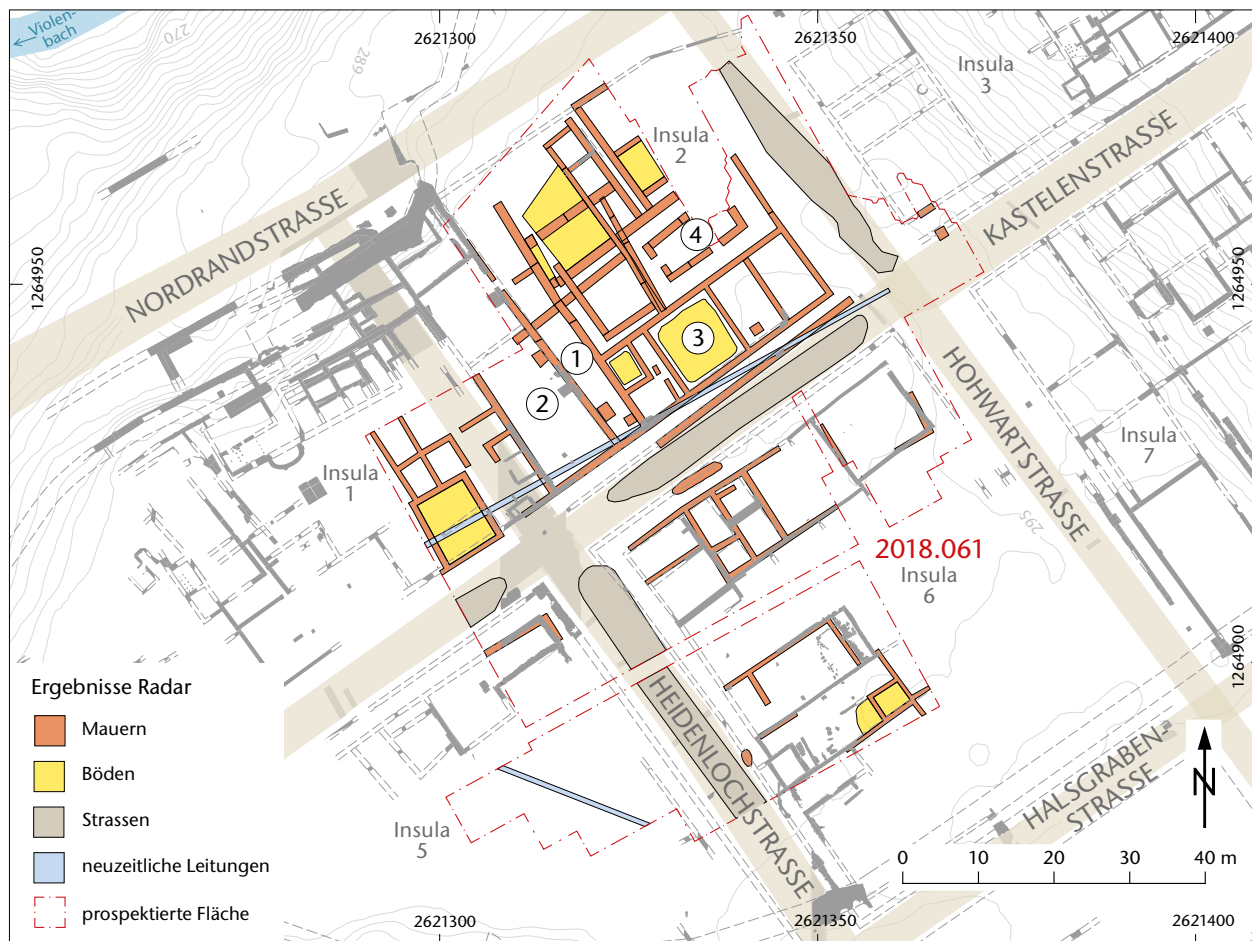 Violen-
bach
270
289
2621300
2621350
2621400
Insula
3
Insula
2
KASTELENSTRASSE
NORDRANDSTRASSE
1264950
1264950
4
3
1
2
HOHWARTSTRASSE
Insula
7
Insula
1
295
2018.061
Insula
6
1264900
HEIDENLOCHSTRASSE
HALSGRABEN-
STRASSE
Insula
5
Ergebnisse Radar
Mauern
Böden
Strassen
neuzeitliche Leitungen
prospektierte Fläche
N
0 10 20 30 40 m
2621300
2621350
2621400